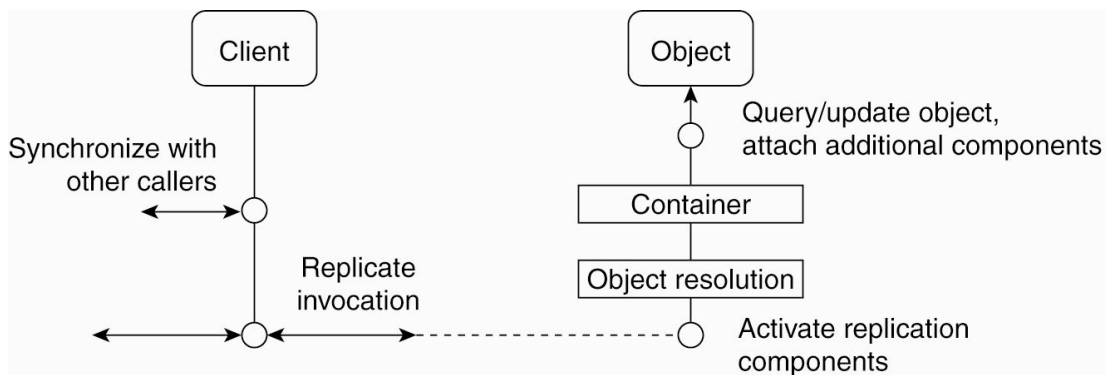 Client
Object
Query/update object,
attach additional components
Synchronize with
other callers
Container
Replicate
invocation
Object resolution
Activate replication
components